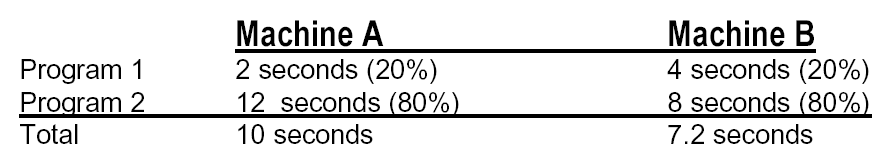 Machine A Machine B
Program 1 2 seconds (20%) 4 seconds (20%)
Program 2 12 seconds (80%) 8 seconds (80%)
Total 10 seconds 7.2 seconds